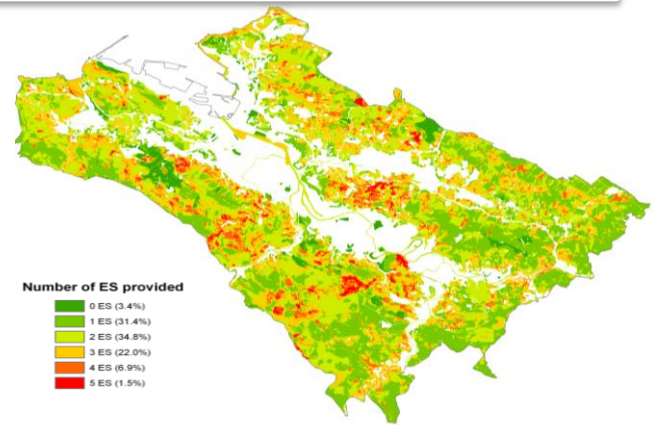 Number of ES provided
0 ES (3.4%)
1 ES (31.4%)
2 ES (34.8%)
3 ES (22.0%)
4 ES (6.9%)
5 ES (1.5%)